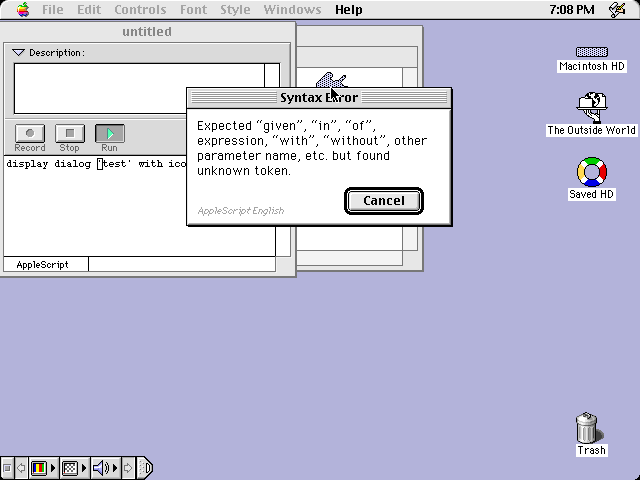 File Edit Controls Font Style Windows Help 7:08 PM
untitled
Description:
Macintosh HD
Syntax Error
Expected “given”, “in”, “of”,
expression, “with”, “without”, other
parameter name, etc. but found
unknown token.
Cancel
AppleScript English
Record Stop Run
display dialog 'test' with ico
AppleScript
The Outside World
Saved HD
Trash